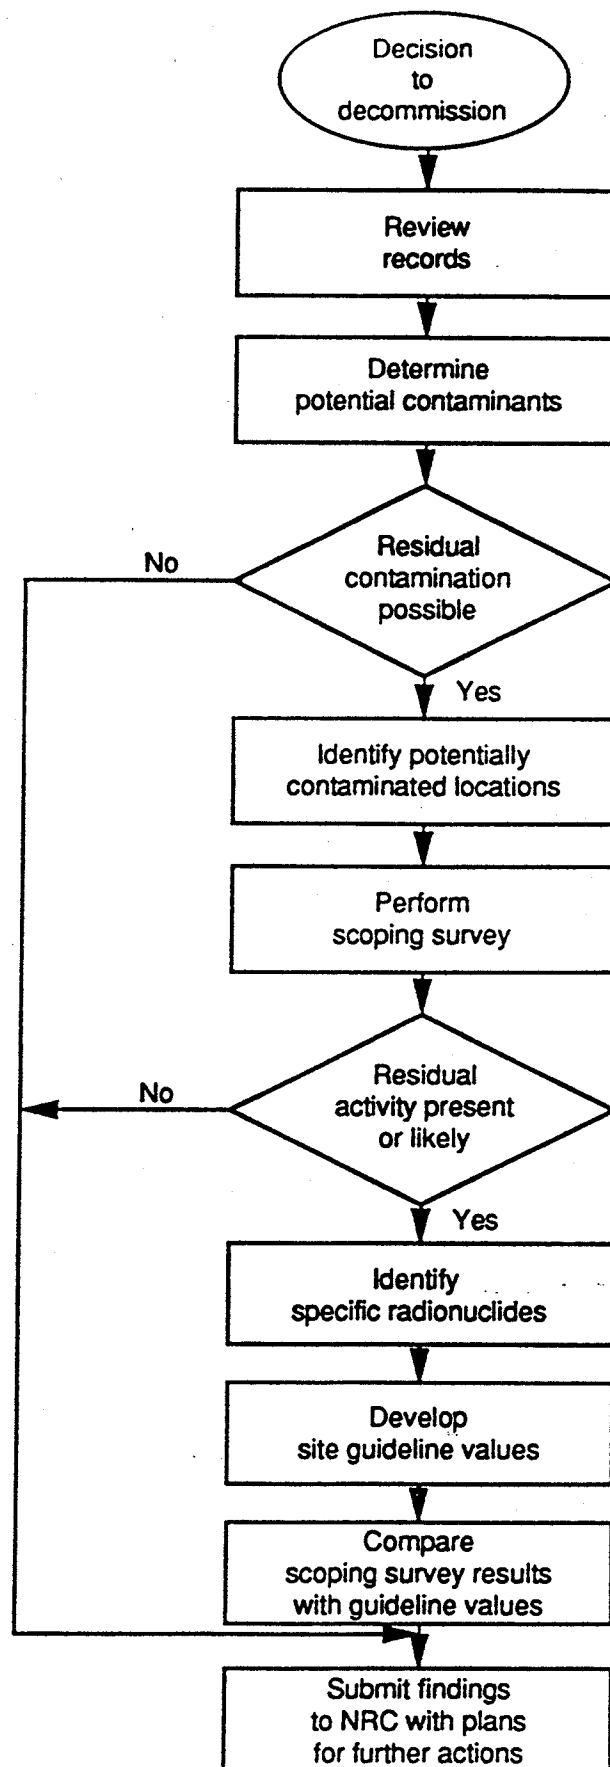 Decision
to
decommission
Review
records
Determine
potential contaminants
No
Residual
contamination
possible
Yes
Identify potentially
contaminated locations
Perform
scoping survey
No
Residual
activity present
or likely
Yes
Identify
specific radionuclides
Develop
site guideline values
Compare
scoping survey results
with guideline values
Submit findings
to NRC with plans
for further actions